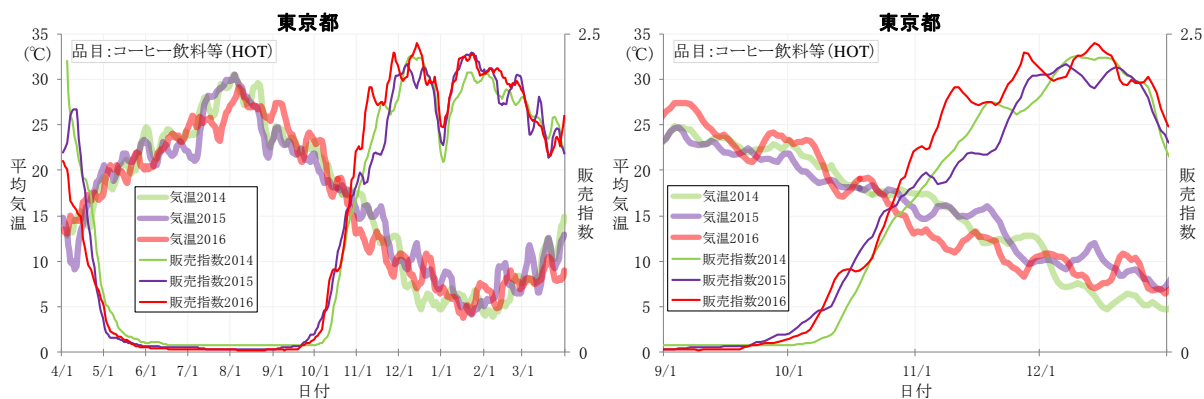 東京都
(℃)
品目:コーヒー飲料等(HOT)
35
30
25
20
15
10
5
0
平均気温
気温2014
気温2015
気温2016
販売指数2014
販売指数2015
販売指数2016
2.5
0
販売指数
4/1 5/1 6/1 7/1 8/1 9/1 10/1 11/1 12/1 1/1 2/1 3/1
日付
東京都
(℃)
品目:コーヒー飲料等(HOT)
35
30
25
20
15
10
5
0
平均気温
気温2014
気温2015
気温2016
販売指数2014
販売指数2015
販売指数2016
2.5
0
販売指数
9/1 10/1 11/1 12/1
日付